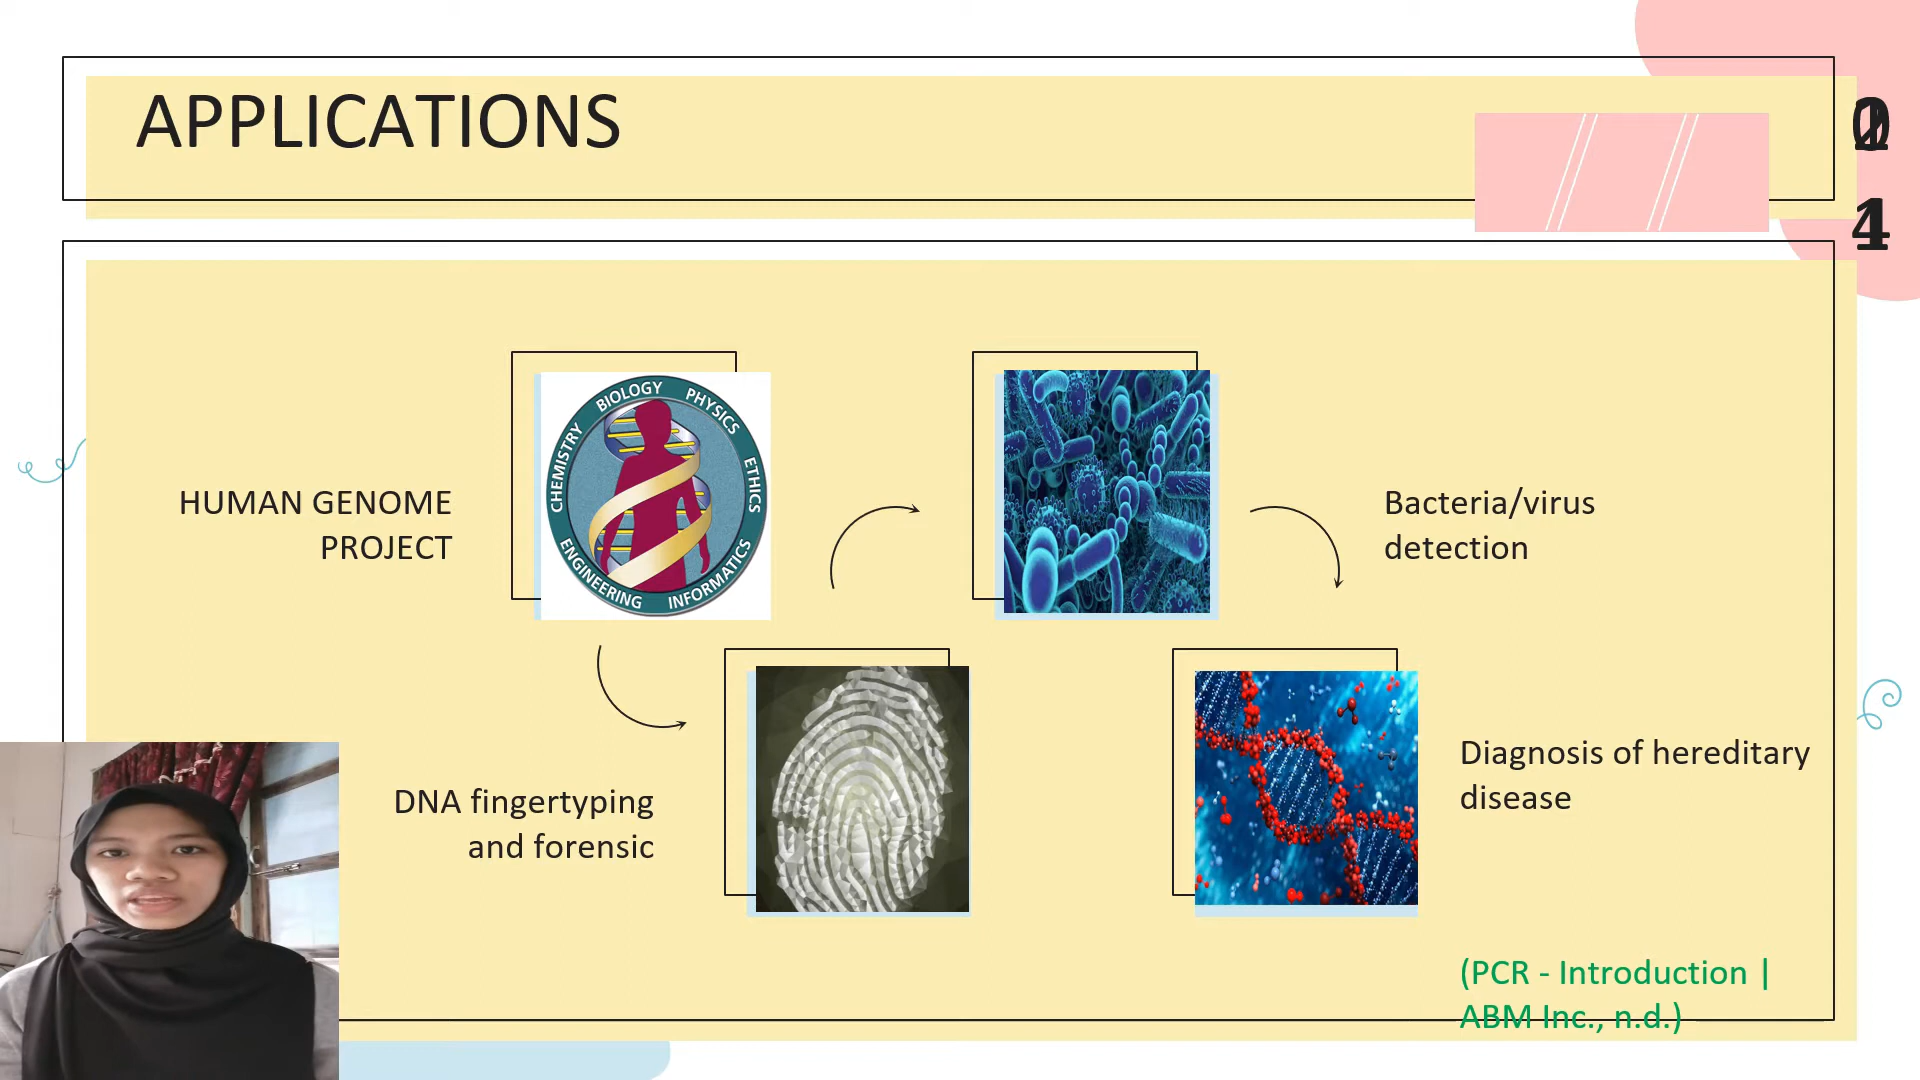 APPLICATIONS
HUMAN GENOME
PROJECT
CHEMISTRY BIOLOGY PHYSICS ETHICS
ENGINEERING INFORMATICS
Bacteria/virus
detection
DNA fingertyping
and forensic
Diagnosis of hereditary
disease
(PCR - Introduction |
ABM Inc., n.d.)